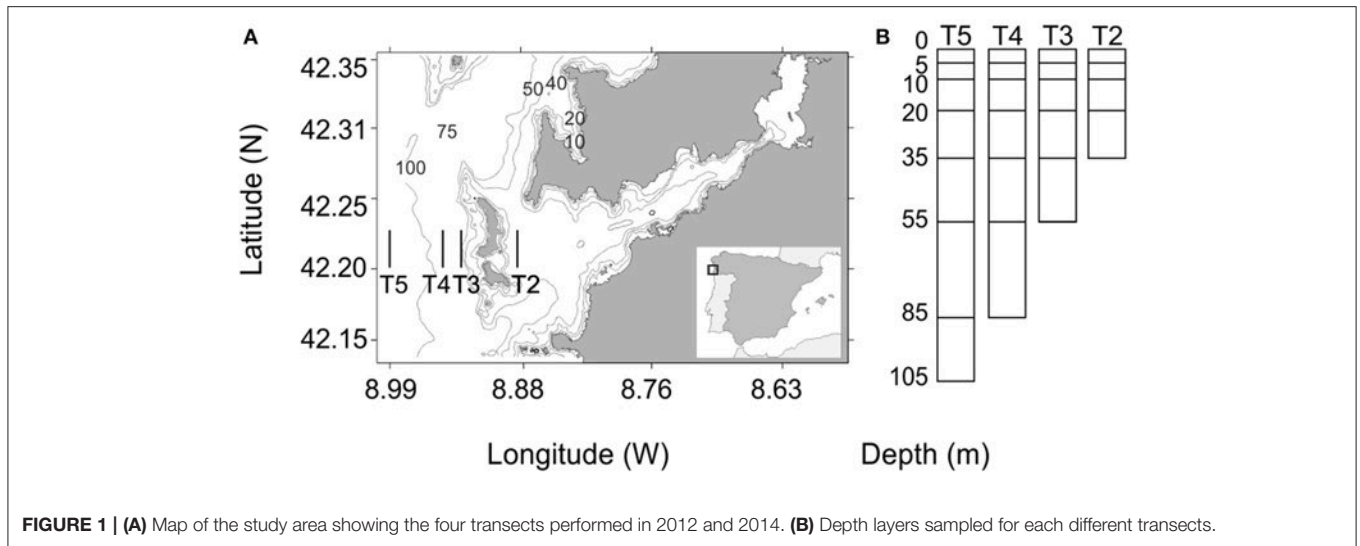 A
42.35
42.31
42.25
42.20
42.15
Latitude (N)
50 40
20
10
75
100
T5
T4
T3
T2
8.99
8.88
8.76
8.63
Longitude (W)
B
T5
T4
T3
T2
0
5
10
20
35
55
85
105
Depth (m)
FIGURE 1 | (A) Map of the study area showing the four transects performed in 2012 and 2014. (B) Depth layers sampled for each different transects.